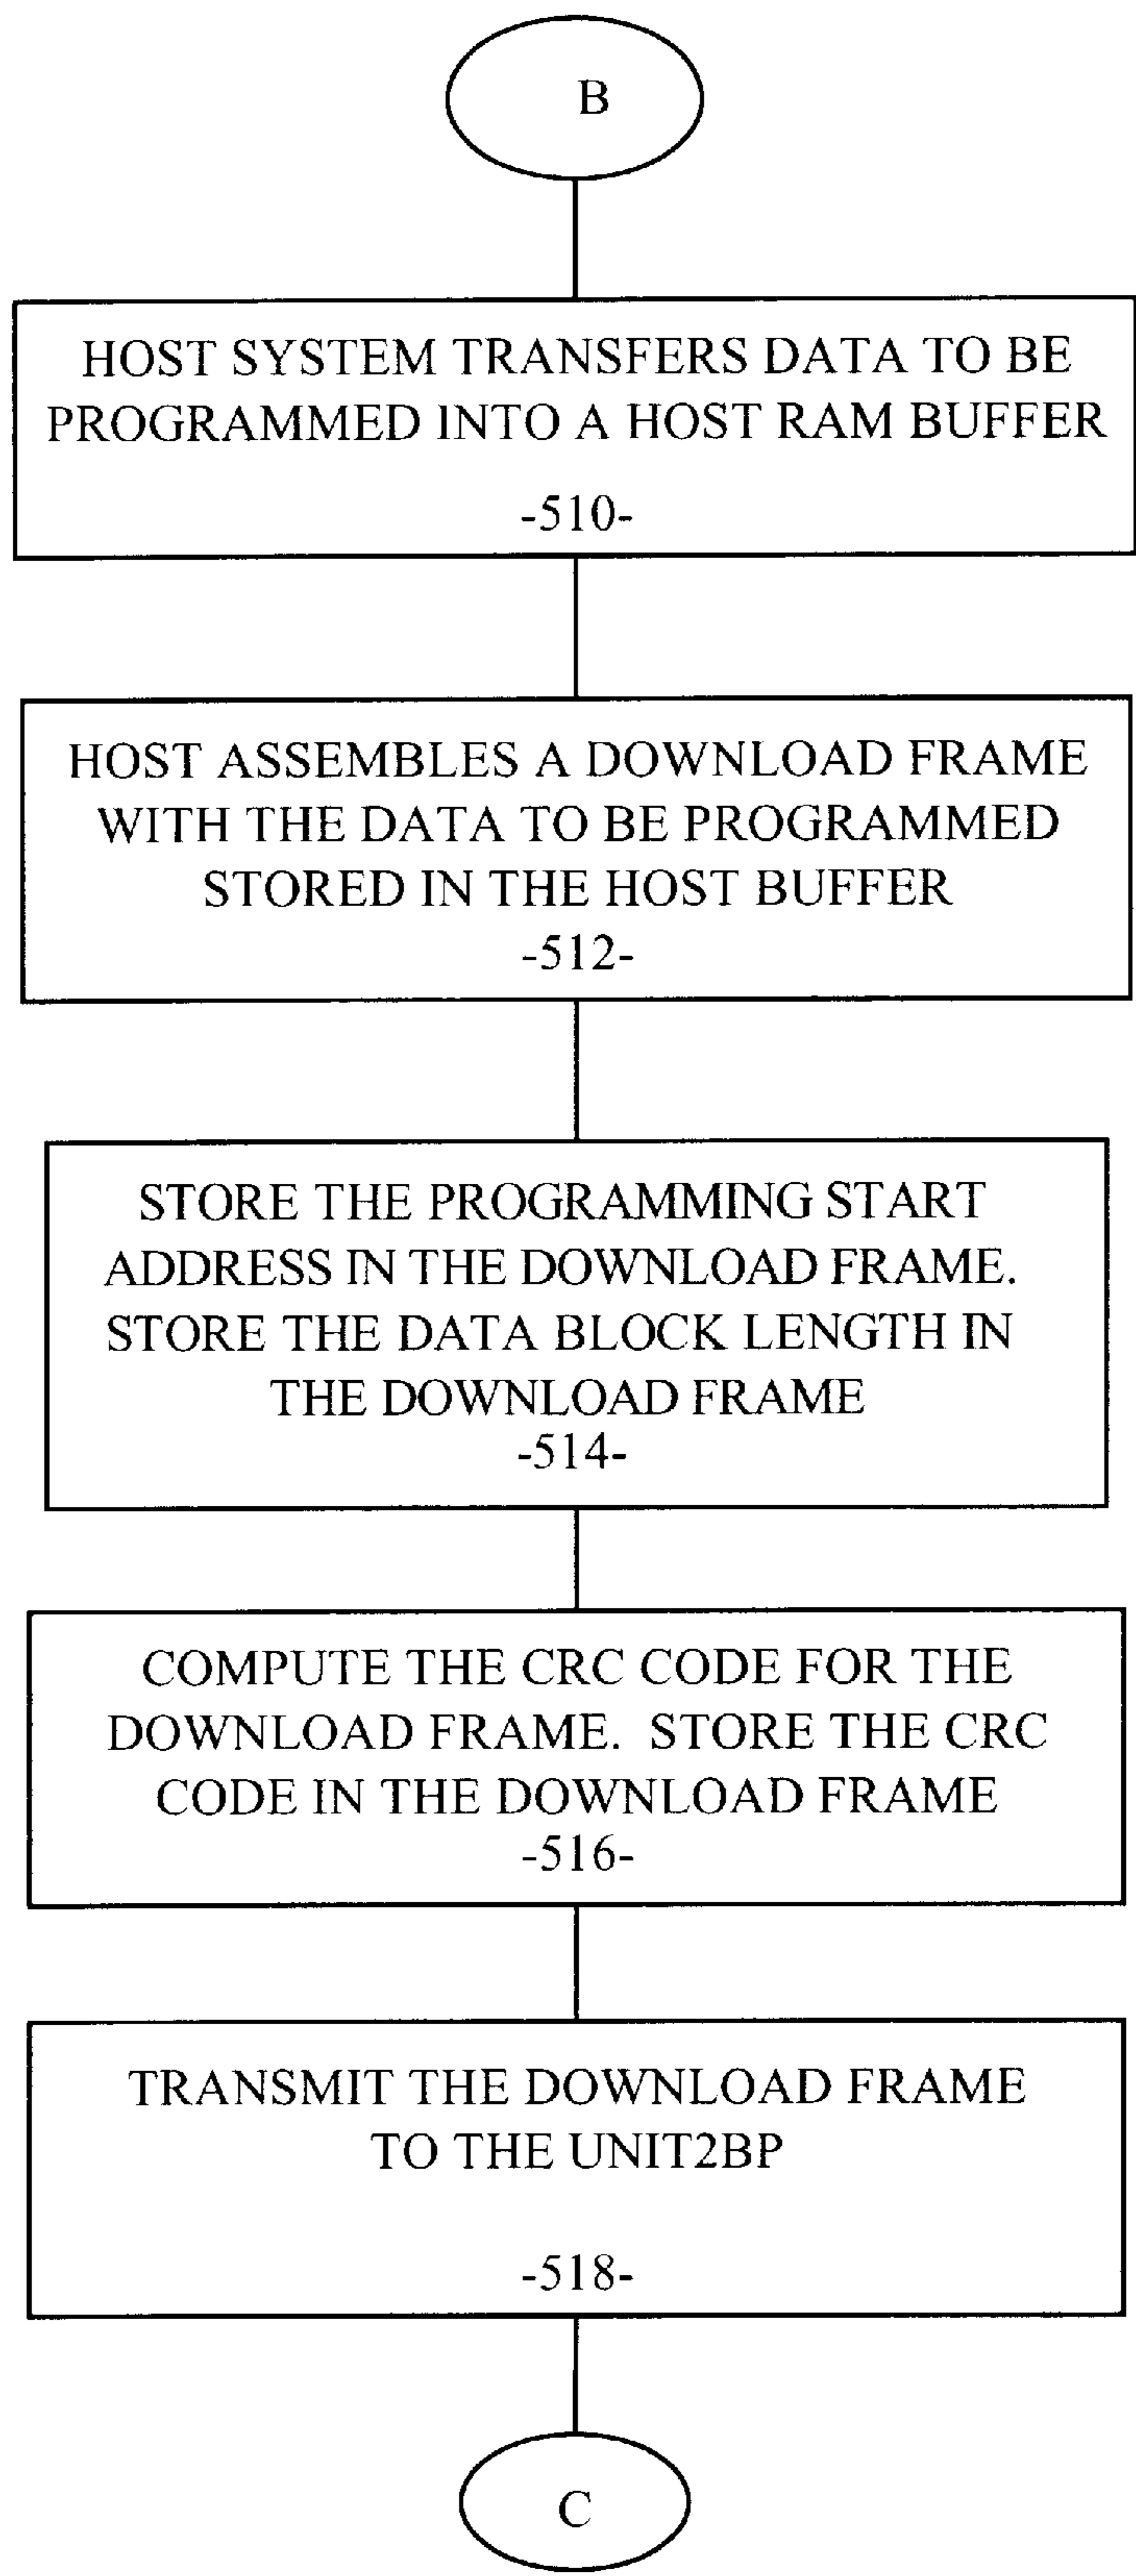 B
HOST SYSTEM TRANSFERS DATA TO BE
PROGRAMMED INTO A HOST RAM BUFFER
-510-
HOST ASSEMBLES A DOWNLOAD FRAME
WITH THE DATA TO BE PROGRAMMED
STORED IN THE HOST BUFFER
-512-
STORE THE PROGRAMMING START
ADDRESS IN THE DOWNLOAD FRAME.
STORE THE DATA BLOCK LENGTH IN
THE DOWNLOAD FRAME
-514-
COMPUTE THE CRC CODE FOR THE
DOWNLOAD FRAME. STORE THE CRC
CODE IN THE DOWNLOAD FRAME
-516-
TRANSMIT THE DOWNLOAD FRAME
TO THE UNIT2BP
-518-
C